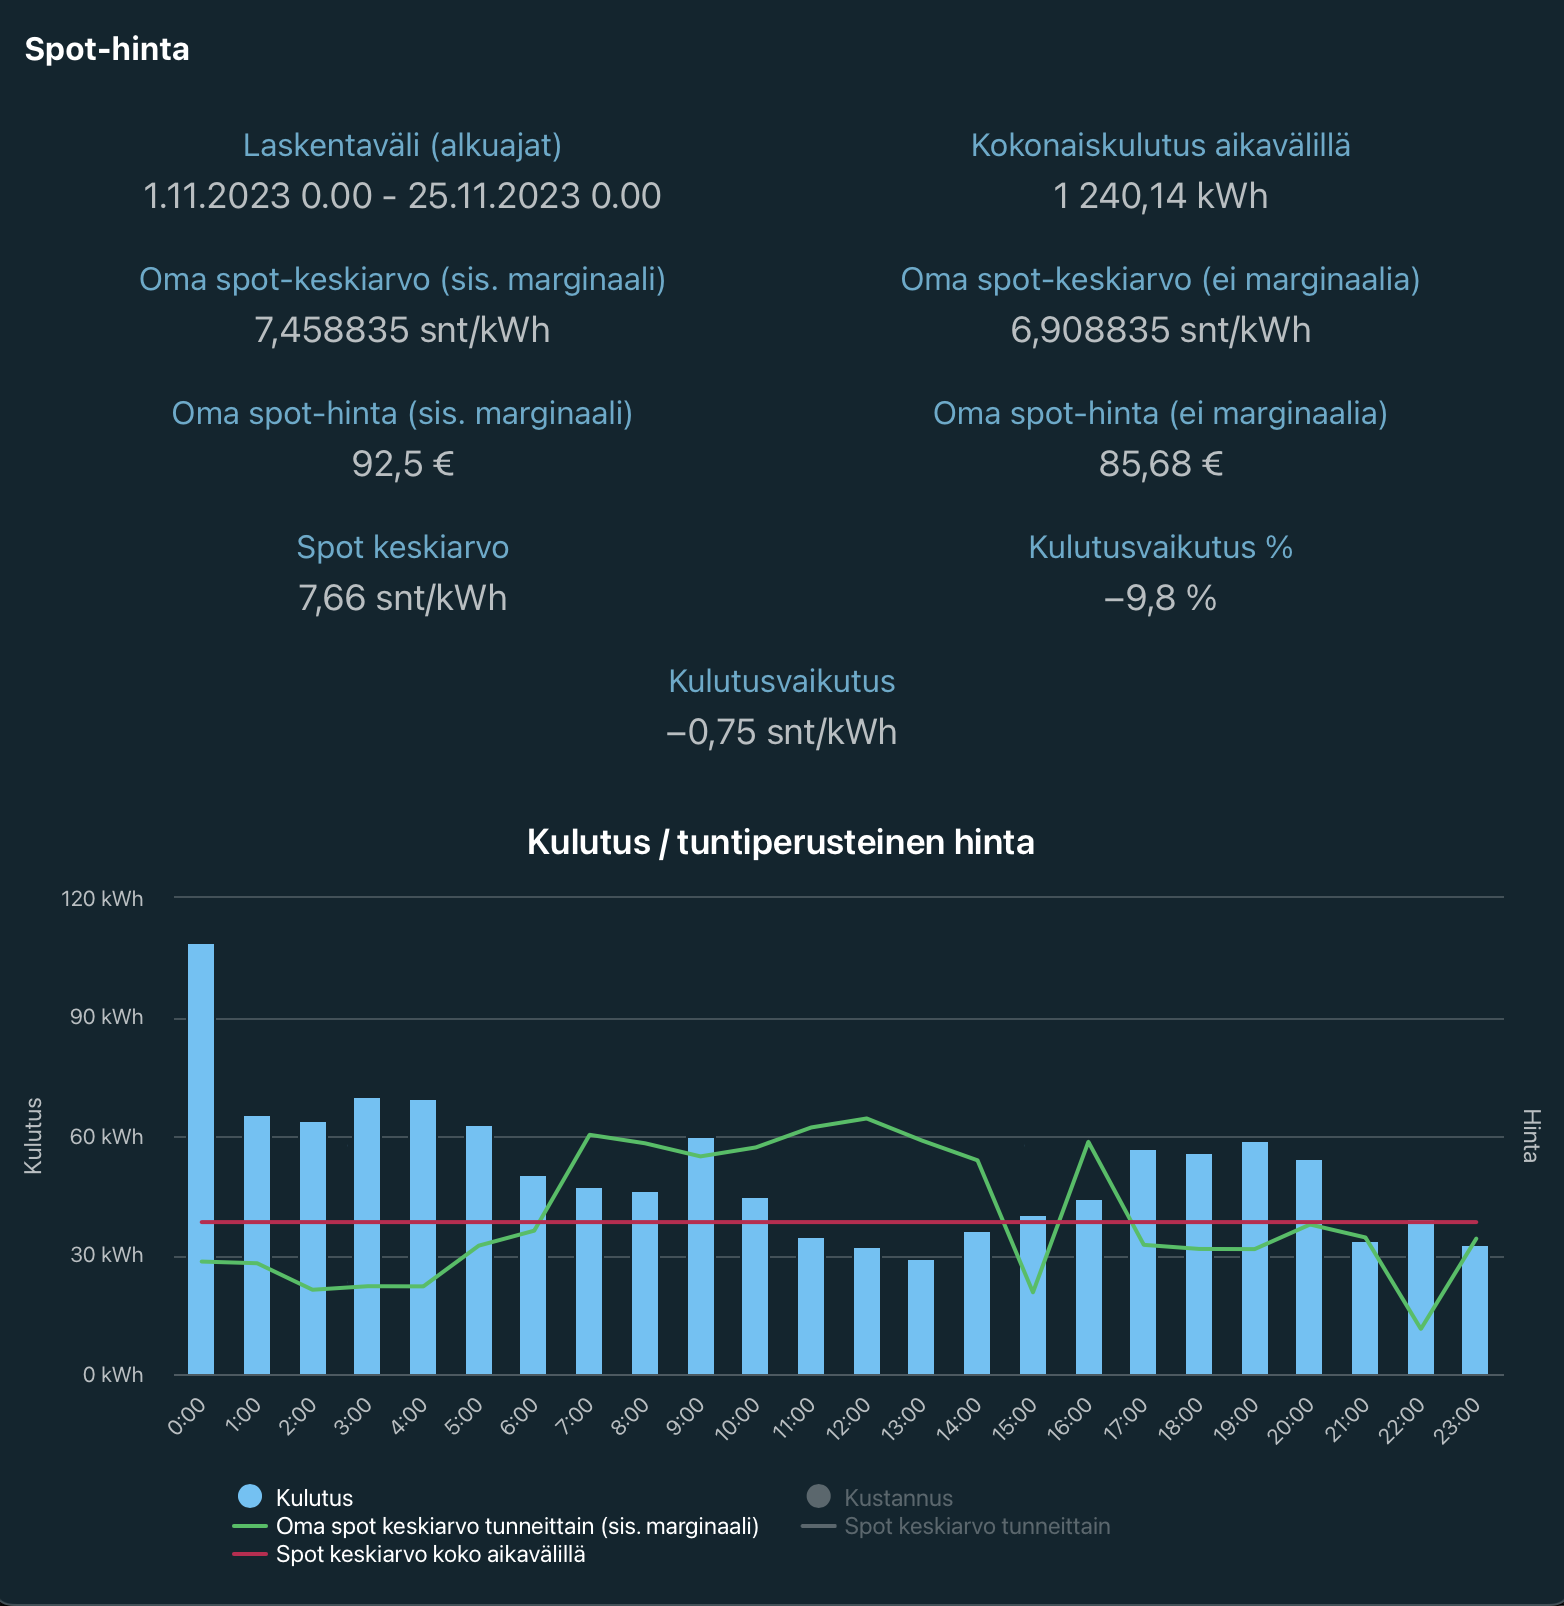 Spot-hinta
Laskentaväli (alkuajat)
1.11.2023 0.00 - 25.11.2023 0.00
Kokonaiskulutus aikavälillä
1 240,14 kWh
Oma spot-keskiarvo (sis. marginaali)
7,458835 snt/kWh
Oma spot-keskiarvo (ei marginaalia)
6,908835 snt/kWh
Oma spot-hinta (sis. marginaali)
92,5 €
Oma spot-hinta (ei marginaalia)
85,68 €
Spot keskiarvo
7,66 snt/kWh
Kulutusvaikutus %
−9,8 %
Kulutusvaikutus
−0,75 snt/kWh
Kulutus / tuntiperusteinen hinta
120 kWh
90 kWh
60 kWh
30 kWh
0 kWh
Kulutus
Hinta
0:00
1:00
2:00
3:00
4:00
5:00
6:00
7:00
8:00
9:00
10:00
11:00
12:00
13:00
14:00
15:00
16:00
17:00
18:00
19:00
20:00
21:00
22:00
23:00
Kulutus
Kustannus
Oma spot keskiarvo tunneittain (sis. marginaali)
Spot keskiarvo tunneittain
Spot keskiarvo koko aikavälillä